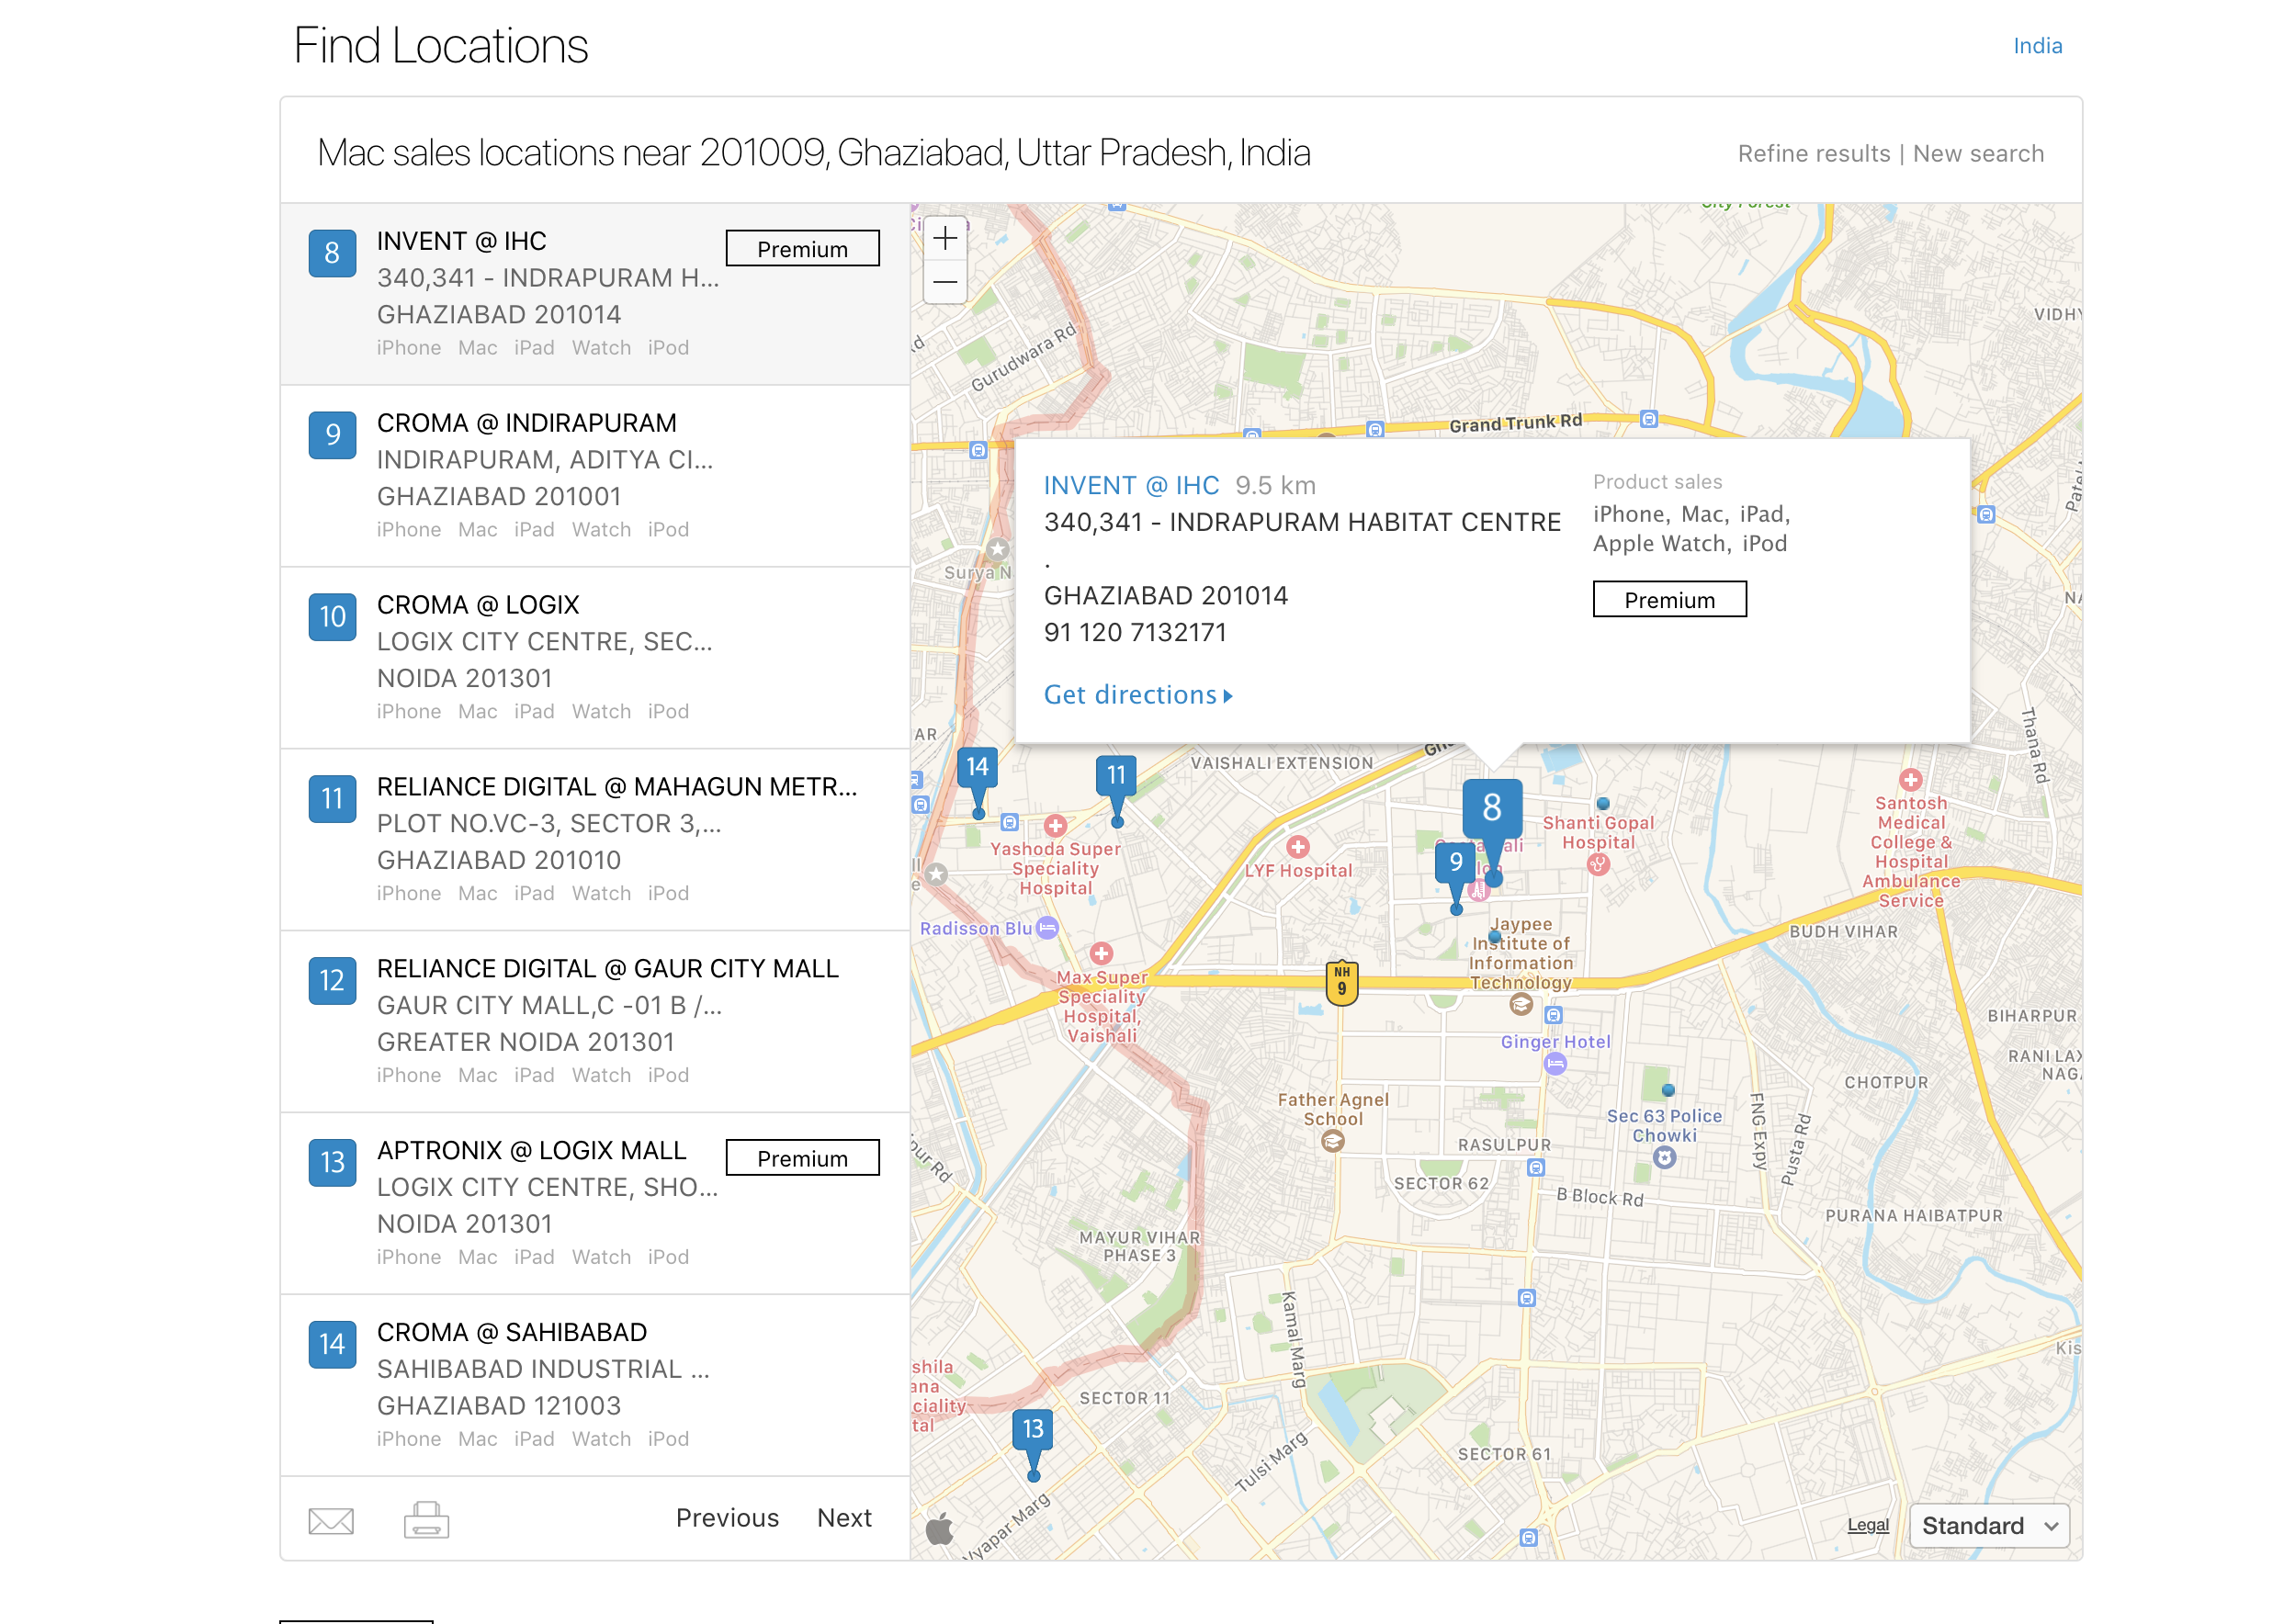 Find Locations
India
Mac sales locations near 201009, Ghaziabad, Uttar Pradesh, India
Refine results | New search
8
INVENT @ IHC
Premium
340,341 - INDRAPURAM H...
GHAZIABAD 201014
iPhone Mac iPad Watch iPod
9
CROMA @ INDIRAPURAM
INDIRAPURAM, ADITYA CI...
GHAZIABAD 201001
iPhone Mac iPad Watch iPod
10
CROMA @ LOGIX
LOGIX CITY CENTRE, SEC...
NOIDA 201301
iPhone Mac iPad Watch iPod
11
RELIANCE DIGITAL @ MAHAGUN METR...
PLOT NO.VC-3, SECTOR 3,...
GHAZIABAD 201010
iPhone Mac iPad Watch iPod
12
RELIANCE DIGITAL @ GAUR CITY MALL
GAUR CITY MALL,C -01 B /...
GREATER NOIDA 201301
iPhone Mac iPad Watch iPod
13
APTRONIX @ LOGIX MALL
Premium
LOGIX CITY CENTRE, SHO...
NOIDA 201301
iPhone Mac iPad Watch iPod
14
CROMA @ SAHIBABAD
SAHIBABAD INDUSTRIAL ...
GHAZIABAD 121003
iPhone Mac iPad Watch iPod
Previous Next
+
−
City Forest
VIDHY
Gurudwara Rd
Grand Trunk Rd
Surya N
INVENT @ IHC 9.5 km
340,341 - INDRAPURAM HABITAT CENTRE
.
GHAZIABAD 201014
91 120 7132171
Get directions
Product sales
iPhone, Mac, iPad,
Apple Watch, iPod
Premium
AR
Thana Rd
14
11
VAISHALI EXTENSION
8
9
Shanti Gopal
Hospital
Santosh
Medical
College &
Hospital
Ambulance
Service
Yashoda Super
Speciality
Hospital
LYF Hospital
Radisson Blu
Jaypee
Institute of
Information
Technology
BUDH VIHAR
Max Super
Speciality
Hospital,
Vaishali
NH
9
Ginger Hotel
BIHARPUR
RANI LAX
NAGA
CHOTPUR
Father Agnel
School
Sec 63 Police
Chowki
FNG Expy
Pusta Rd
RASULPUR
SECTOR 62
B Block Rd
PURANA HAIBATPUR
MAYUR VIHAR
PHASE 3
Kamal Marg
Kis
shila
ana
ciality
tal
SECTOR 11
13
Tulsi Marg
SECTOR 61
Vyapar Marg
Legal
Standard